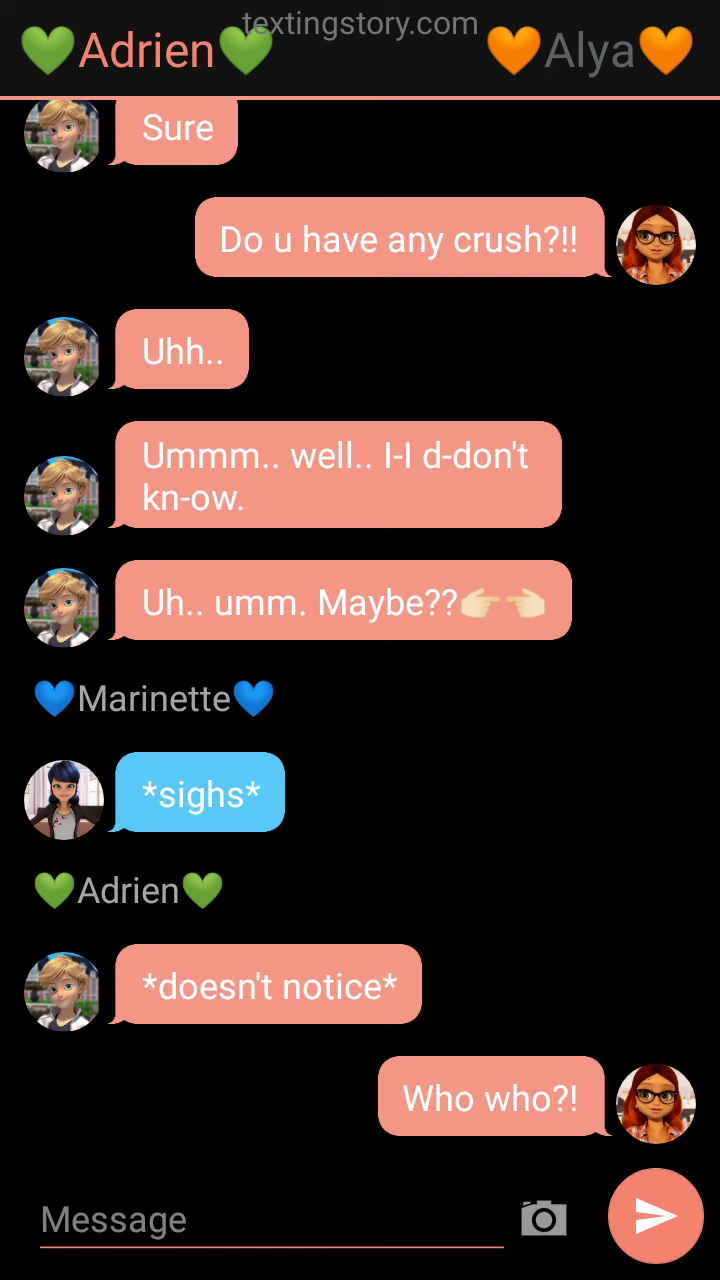 textingstory.com
💚Adrien💚 🧡Alya🧡
Sure
Do u have any crush?!!
Uhh..
Ummm.. well.. I-I d-don't
kn-ow.
Uh.. umm. Maybe??👉🏻👈🏻
💙Marinette💙
*sighs*
💚Adrien💚
*doesn't notice*
Who who?!
Message